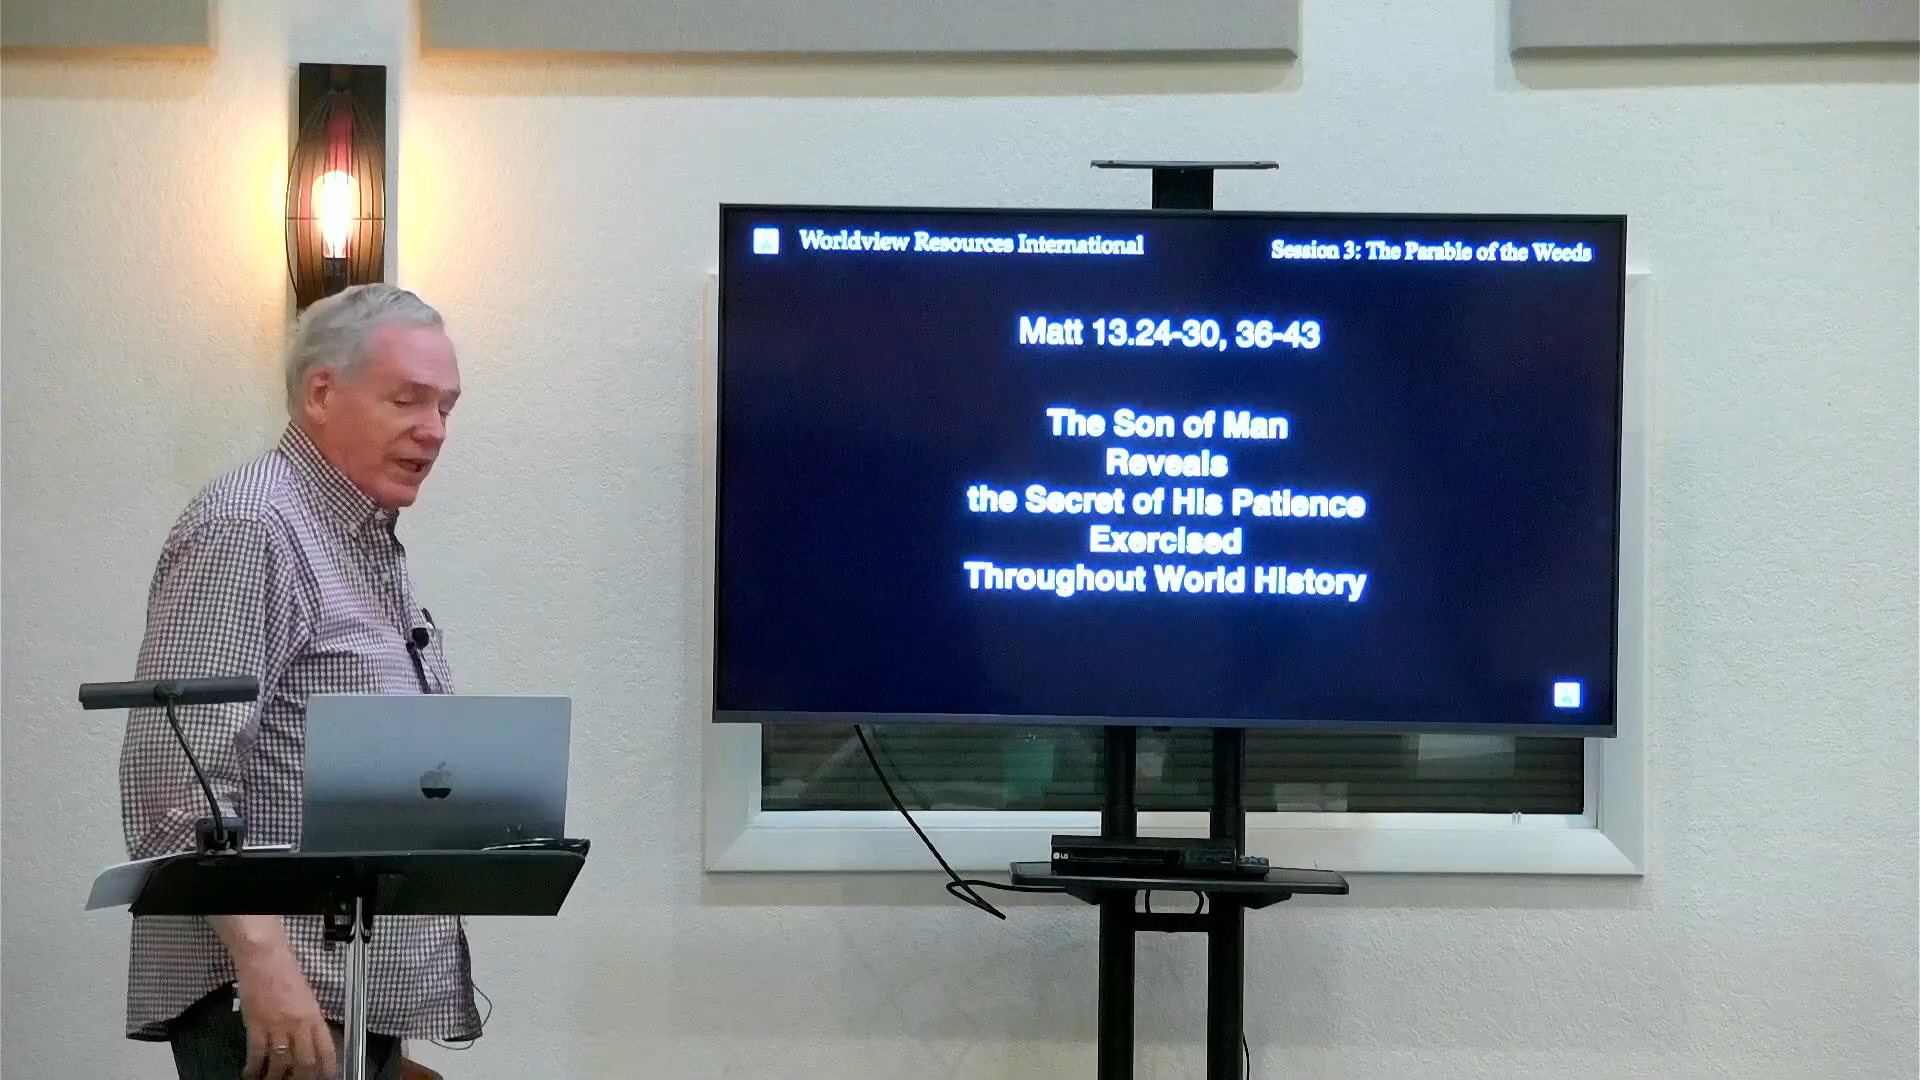 Worldview Resources International
Session 3: The Parable of the Weeds
Matt 13.24-30, 36-43
The Son of Man
Reveals
the Secret of His Patience
Exercised
Throughout World History
LG